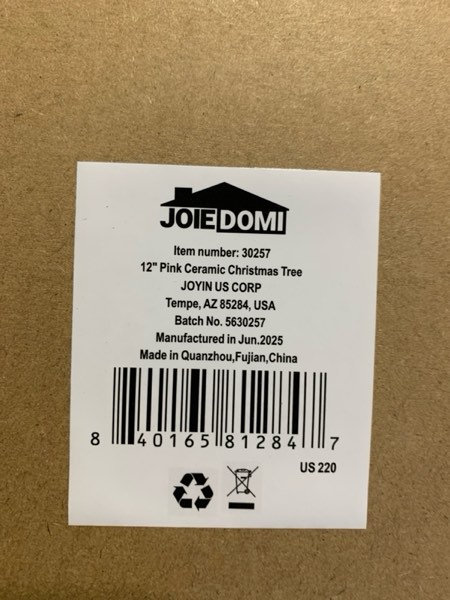 JOIEDOMI
Item number: 30257
12" Pink Ceramic Christmas Tree
JOYIN US CORP
Tempe, AZ 85284, USA
Batch No. 5630257
Manufactured in Jun.2025
Made in Quanzhou,Fujian,China
8 40165 81284 7
US 220